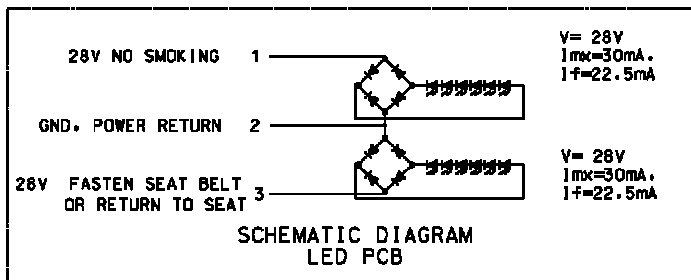 28V NO SMOKING 1
V= 28V
Imx=30mA.
If=22.5mA
GND. POWER RETURN 2
28V FASTEN SEAT BELT
OR RETURN TO SEAT 3
V= 28V
Imx=30mA.
If=22.5mA
SCHEMATIC DIAGRAM
LED PCB